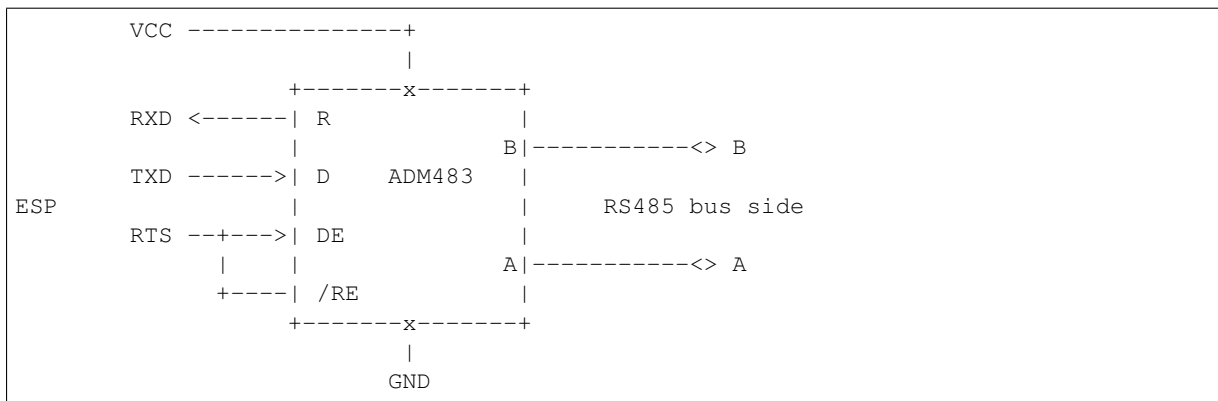 VCC ---------------+
|
+-------x-------+
RXD <------| R |
| B|-----------<> B
TXD ------>| D ADM483 |
ESP | | RS485 bus side
RTS --+--->| DE |
| | A|-----------<> A
+----| /RE |
+-------x-------+
|
GND